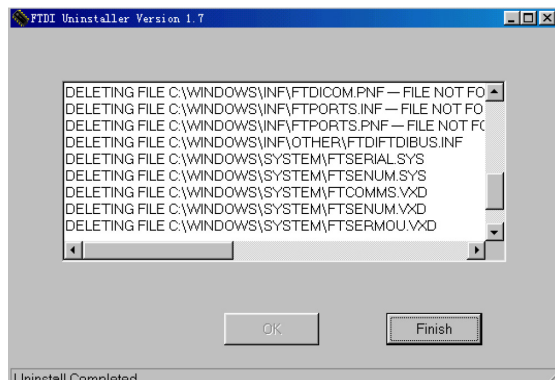 FTDI Uninstaller Version 1.7
DELETING FILE C:\WINDOWS\INF\FTDICOM.PNF — FILE NOT FO
DELETING FILE C:\WINDOWS\INF\FTPORTS.INF — FILE NOT FO
DELETING FILE C:\WINDOWS\INF\FTPORTS.PNF — FILE NOT FO
DELETING FILE C:\WINDOWS\INF\OTHER\FTDIFTDIBUS.INF
DELETING FILE C:\WINDOWS\SYSTEM\FTSERIAL.SYS
DELETING FILE C:\WINDOWS\SYSTEM\FTSENUM.SYS
DELETING FILE C:\WINDOWS\SYSTEM\FTCOMMS.VXD
DELETING FILE C:\WINDOWS\SYSTEM\FTSENUM.VXD
DELETING FILE C:\WINDOWS\SYSTEM\FTSERMOU.VXD
OK
Finish
Uninstall Completed